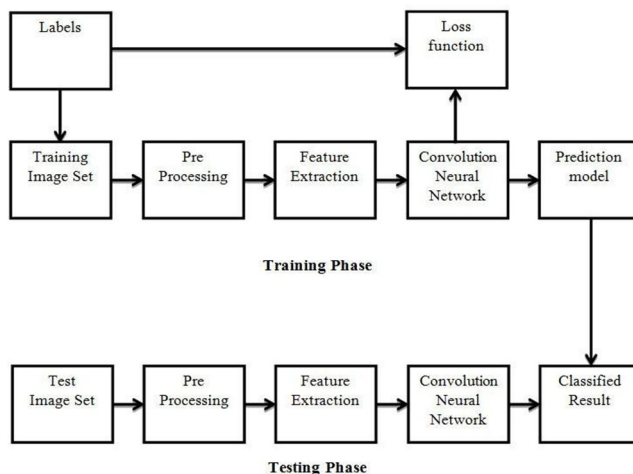 Labels
Loss
function
Training
Image Set
Pre
Processing
Feature
Extraction
Convolution
Neural
Network
Prediction
model
Training Phase
Test
Image Set
Pre
Processing
Feature
Extraction
Convolution
Neural
Network
Classified
Result
Testing Phase